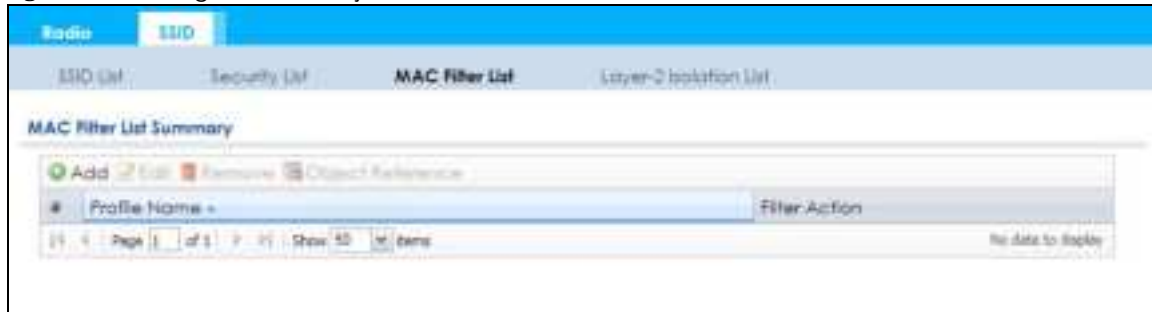 Radio SSID
SSID List Security List MAC Filter List Layer-2 Isolation List
MAC Filter List Summary
Add Edit Remove Object Reference
# Profile Name Filter Action
Page 1 of 1 Show 50 items No data to display